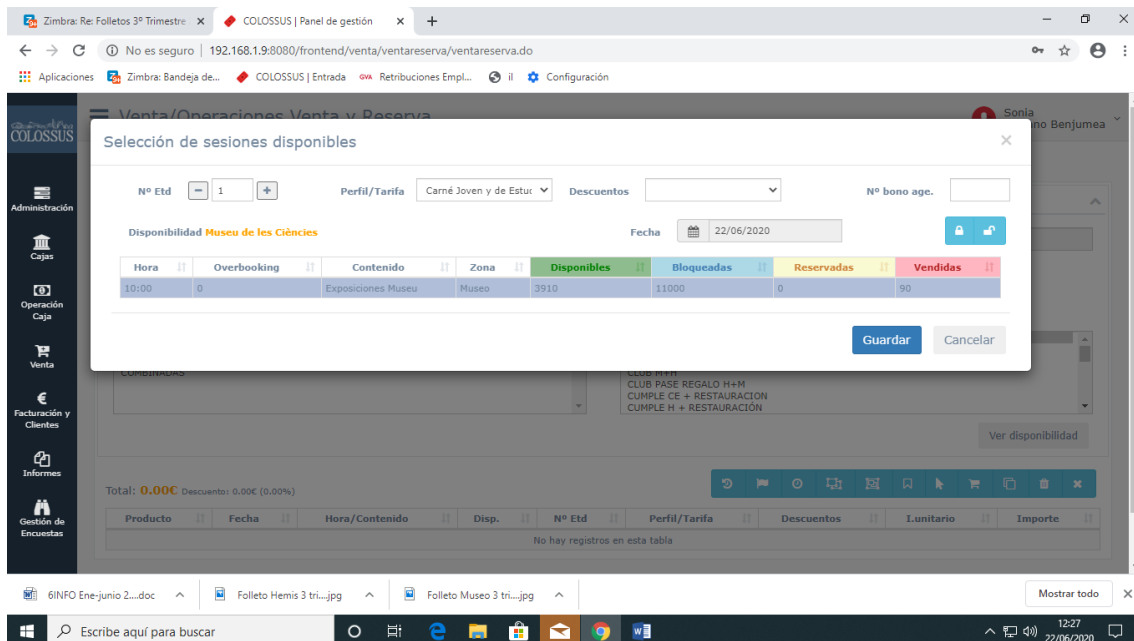 Zimbra: Re: Folletos 3º Trimestre
COLOSSUS | Panel de gestión
No es seguro | 192.168.1.9:8080/frontend/venta/ventareserva/ventareserva.do
Aplicaciones Zimbra: Bandeja de... COLOSSUS | Entrada GVA Retribuciones Empl... il Configuración
COLOSSUS
Venta/Operaciones Venta y Reserva
Sonia
no Benjumea
Selección de sesiones disponibles
Nº Etd 1 Perfil/Tarifa Carné Joven y de Estuc Descuentos Nº bono age.
Disponibilidad Museu de les Ciències Fecha 22/06/2020
Hora Overbooking Contenido Zona Disponibles Bloqueadas Reservadas Vendidas
10:00 0 Exposiciones Museu Museo 3910 11000 0 90
Guardar Cancelar
Administración
Cajas
Operación
Caja
Venta
Facturación y
Clientes
Informes
Gestión de
Encuestas
COMBINADAS
CLUB M+H
CLUB PASE REGALO H+M
CUMPLE CE + RESTAURACION
CUMPLE H + RESTAURACIÓN
Ver disponibilidad
Total: 0.00€ Descuento: 0.00€ (0.00%)
Producto Fecha Hora/Contenido Disp. Nº Etd Perfil/Tarifa Descuentos I.unitario Importe
No hay registros en esta tabla
6INFO Ene-junio 2....doc Folleto Hemis 3 tri....jpg Folleto Museo 3 tri....jpg Mostrar todo
Escribe aquí para buscar
12:27
22/06/2020